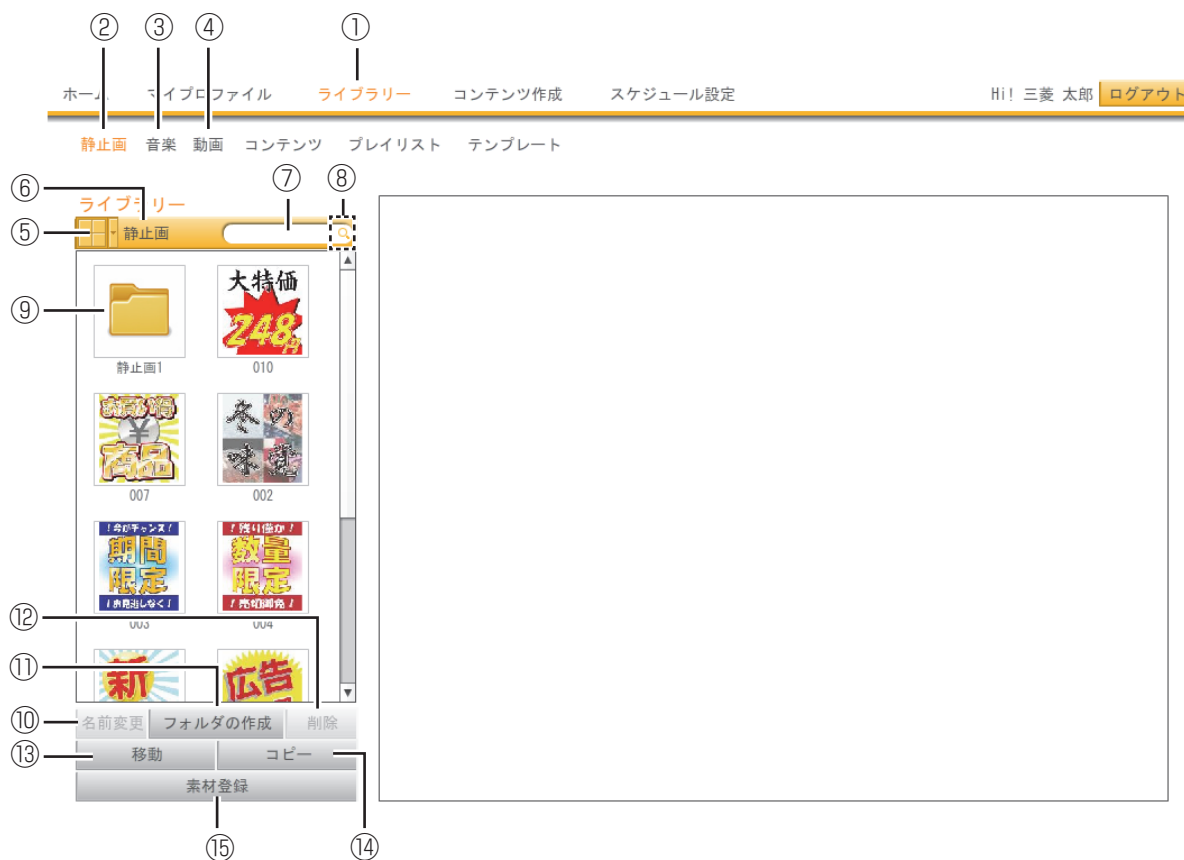 ② ③ ④ ①
ホーム マイプロファイル ライブラリー コンテンツ作成 スケジュール設定 Hi! 三菱 太郎 ログアウト
静止画 音楽 動画 コンテンツ プレイリスト テンプレート
⑥ ⑦ ⑧
ライブラリー
⑤ 静止画
⑨
大特価
248円
静止画1 010
お買い得
¥
商品
冬の
味覚
007 002
!今がチャンス!
期間
限定
!お見逃しなく!
!残り僅か!
数量
限定
!売切御免!
003 004
⑫
⑪
新 広告
⑩ 名前変更 フォルダの作成 削除
⑬ 移動 コピー
素材登録
⑮ ⑭